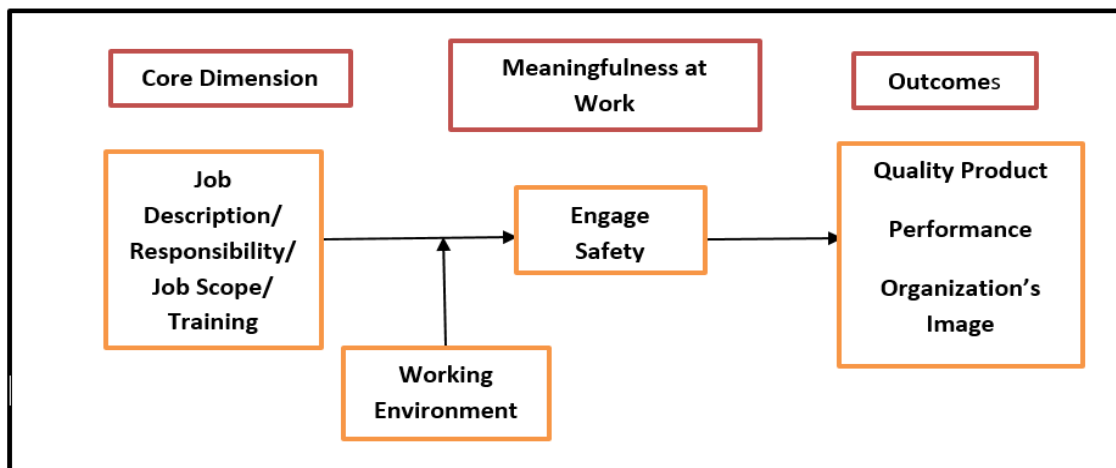 Core Dimension
Meaningfulness at
Work
Outcomes
Job
Description/
Responsibility/
Job Scope/
Training
Engage
Safety
Quality Product
Performance
Organization’s
Image
Working
Environment